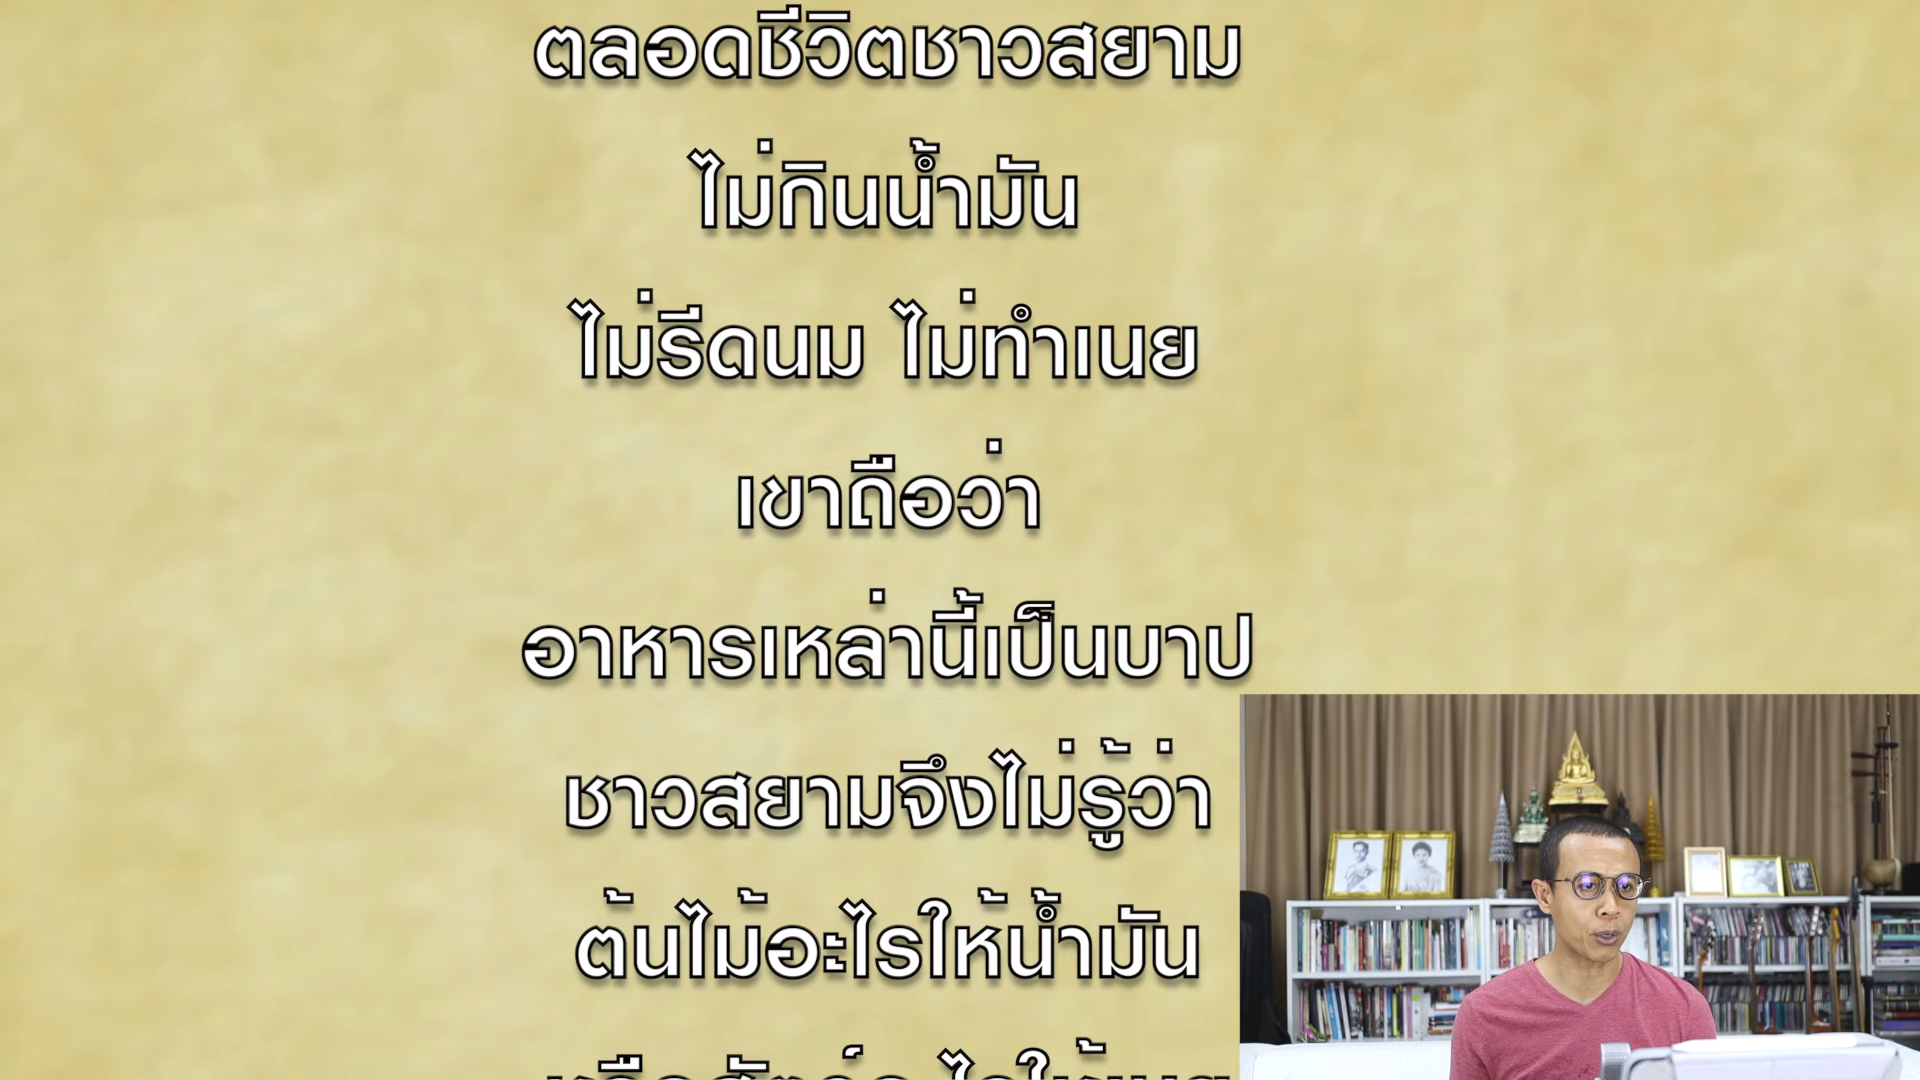 ตลอดชีวิตชาวสยาม
ไม่กินน้ำมัน
ไม่รีดนม ไม่ทำเนย
เขาถือว่า
อาหารเหล่านี้เป็นบาป
ชาวสยามจึงไม่รู้ว่า
ต้นไม้อะไรให้น้ำมัน